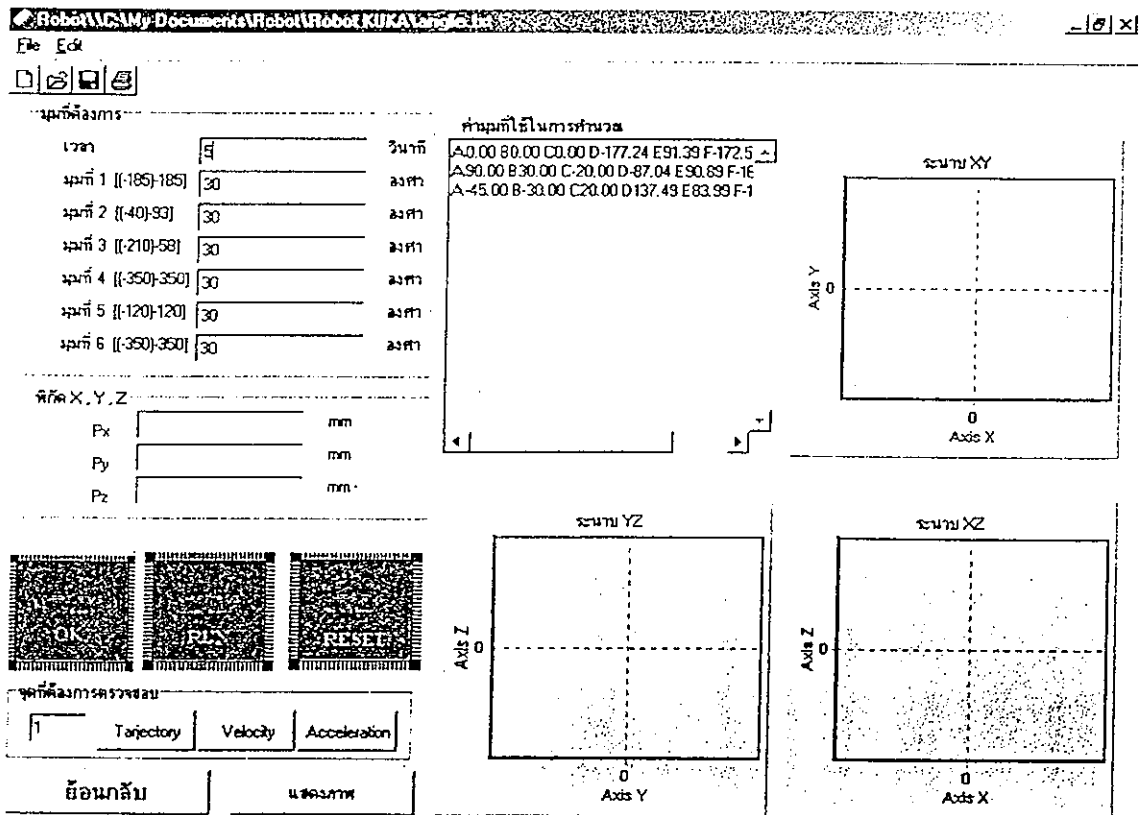 Robot\\C:\My Documents\Robot\Robot KUKA\angle.txt
File Edit
มุมที่ต้องการ
เวลา 5 วินาที
มุมที่ 1 [(-185)-185] 30 องศา
มุมที่ 2 [(-40)-93] 30 องศา
มุมที่ 3 [(-210)-58] 30 องศา
มุมที่ 4 [(-350)-350] 30 องศา
มุมที่ 5 [(-120)-120] 30 องศา
มุมที่ 6 [(-350)-350] 30 องศา
พิกัด X,Y,Z
Px mm
Py mm
Pz mm
OK RUN RESET
จุดที่ต้องการตรวจสอบ
1 Tarjectory Velocity Acceleration
ย้อนกลับ แสดงภาพ
ค่ามุมที่ใช้ในการคำนวณ
A0.00 B0.00 C0.00 D-177.24 E91.39 F-172.5
A90.00 B30.00 C-20.00 D-87.04 E90.89 F-16
A-45.00 B-30.00 C20.00 D137.49 E83.99 F-1
ระนาบ XY
Axis Y 0
0
Axis X
ระนาบ YZ
Axis Z 0
0
Axis Y
ระนาบ XZ
Axis Z 0
0
Axis X